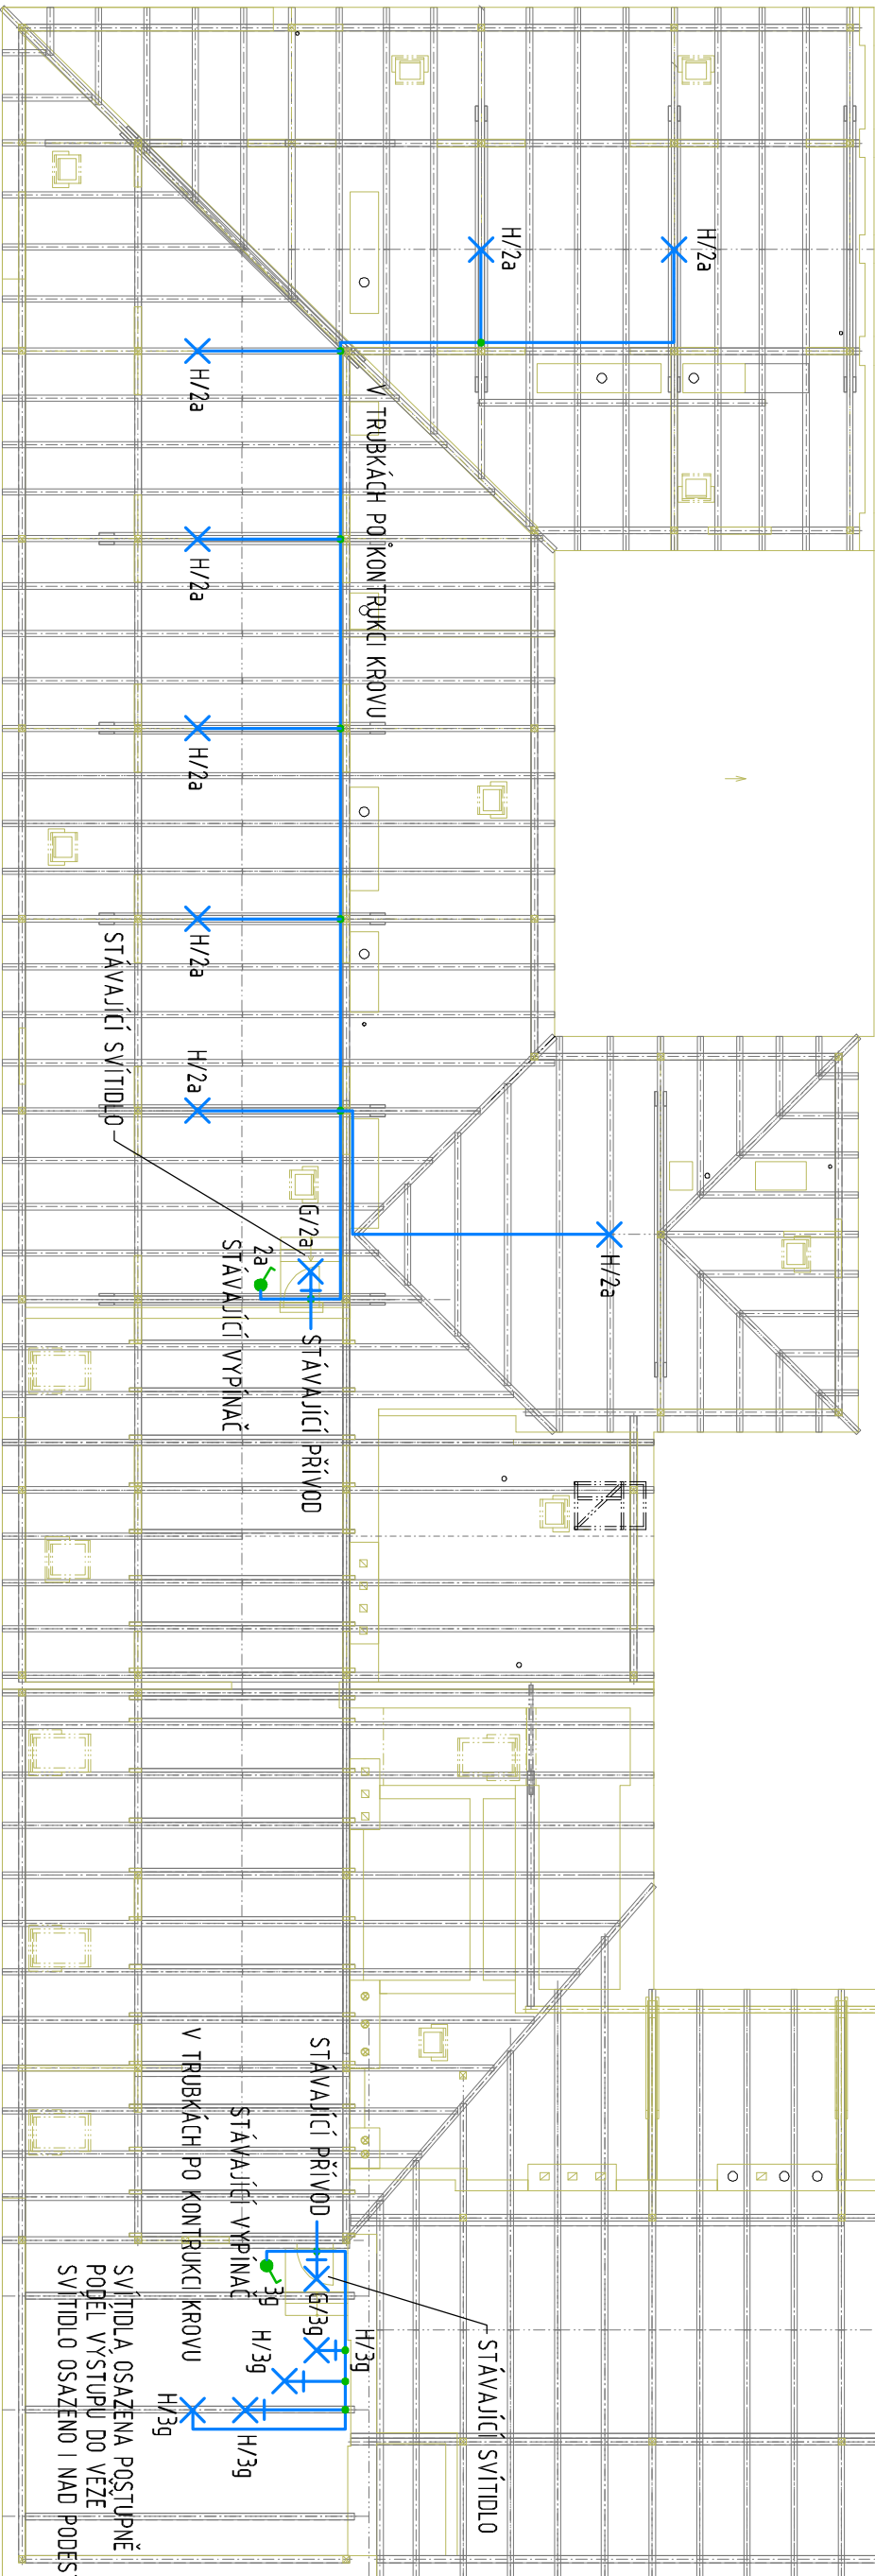 H/2a
H/2a
H/2a
V TRUBKÁCH PO KONTRUKCI KROVU
H/2a
H/2a
H/2a
STÁVAJÍCÍ SVÍTIDLO
H/2a
G/2a
2a
STÁVAJÍCÍ VYPÍNAČ
H/2a
STÁVAJÍCÍ PŘÍVOD
STÁVAJÍCÍ PŘÍVOD
V TRUBKÁCH PO KONTRUKCI KROVU
STÁVAJÍCÍ VYPÍNAČ
3g
G/3g
H/3g
H/3g
H/3g
H/3g
STÁVAJÍCÍ SVÍTIDLO
SVÍTIDLA OSAZENA POSTUPNĚ
PODÉL VÝSTUPU DO VĚŽE
SVÍTIDLO OSAZENO I NAD PODES